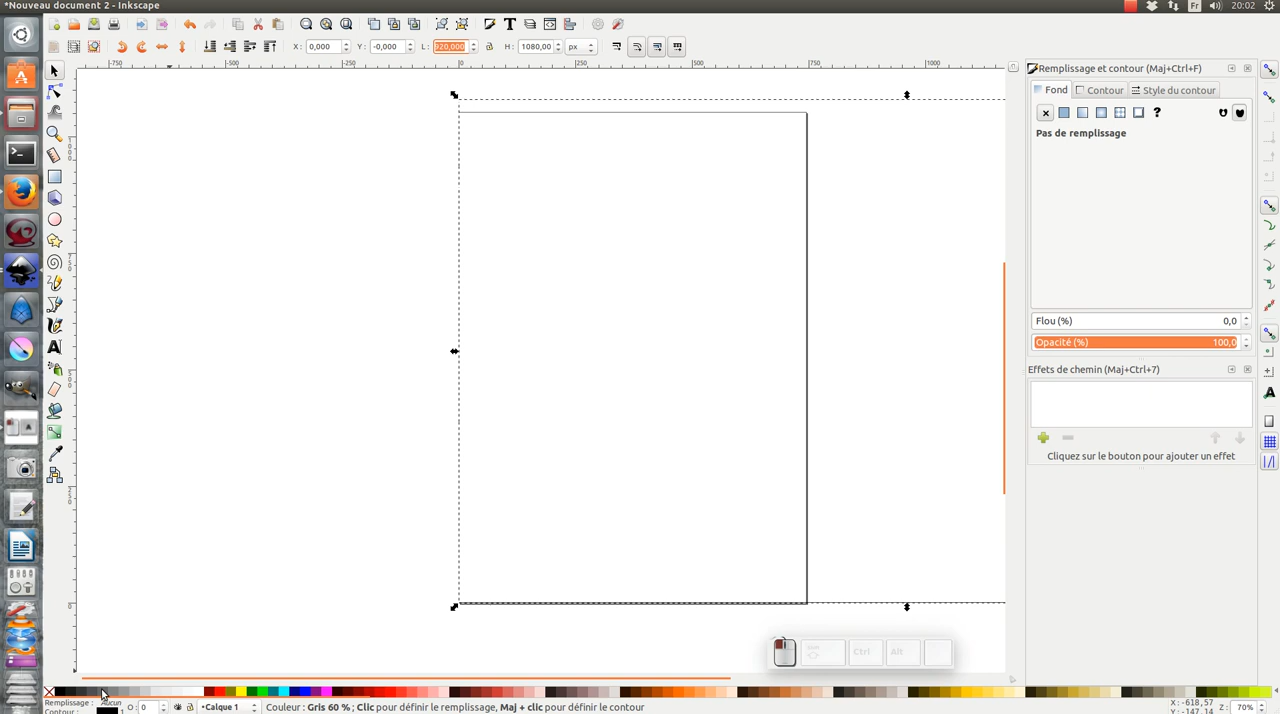 *Nouveau document 2 - Inkscape
Fr 20:02
X: 0,000 Y: -0,000 L: 920,000 H: 1080,00 px
-750 -500 -250 0 250 500 750 1000
Remplissage et contour (Maj+Ctrl+F)
Fond Contour Style du contour
?
Pas de remplissage
Flou (%) 0,0
Opacité (%) 100,0
Effets de chemin (Maj+Ctrl+7)
Cliquez sur le bouton pour ajouter un effet
Ctrl Alt
Remplissage : Aucun
Contour : 1
O: 0
•Calque 1
Couleur : Gris 60 % ; Clic pour définir le remplissage, Maj + clic pour définir le contour
X: -618,57
Y: -147,14
Z: 70%